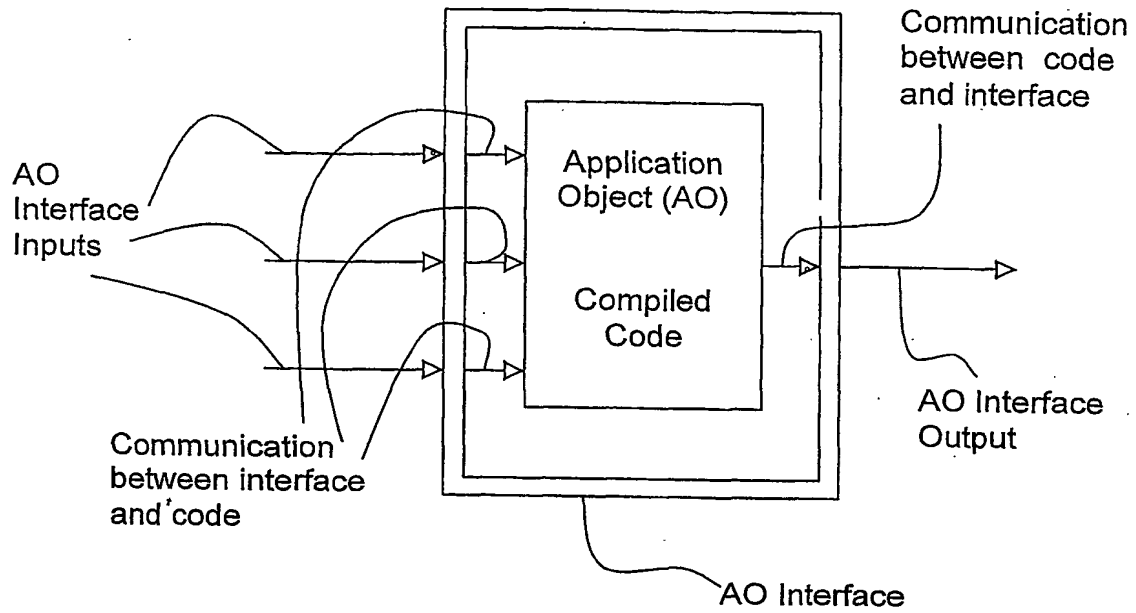 Communication
between code
and interface
AO
Interface
Inputs
Application
Object (AO)
Compiled
Code
AO Interface
Output
Communication
between interface
and code
AO Interface